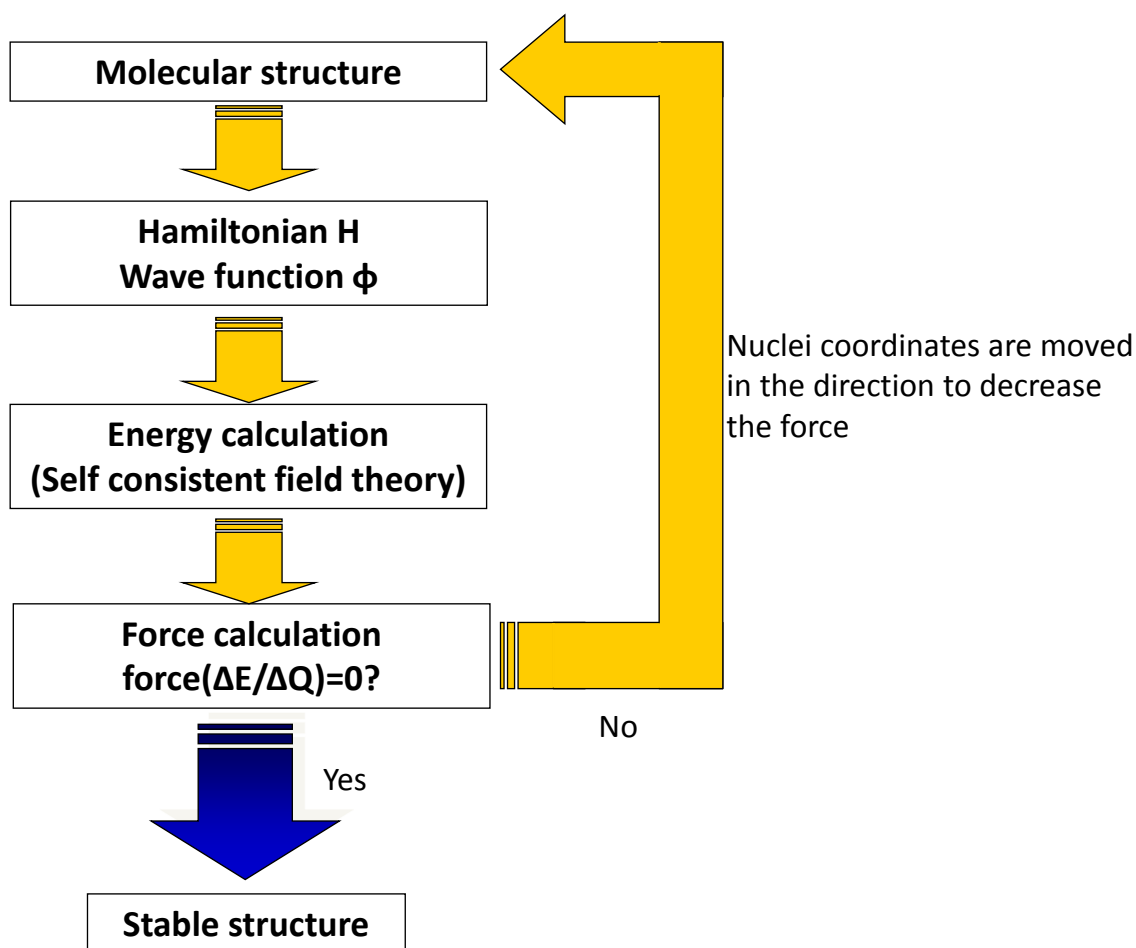 Molecular structure
Hamiltonian H
Wave function ϕ
Energy calculation
(Self consistent field theory)
Nuclei coordinates are moved
in the direction to decrease
the force
Force calculation
force(ΔE/ΔQ)=0?
No
Yes
Stable structure